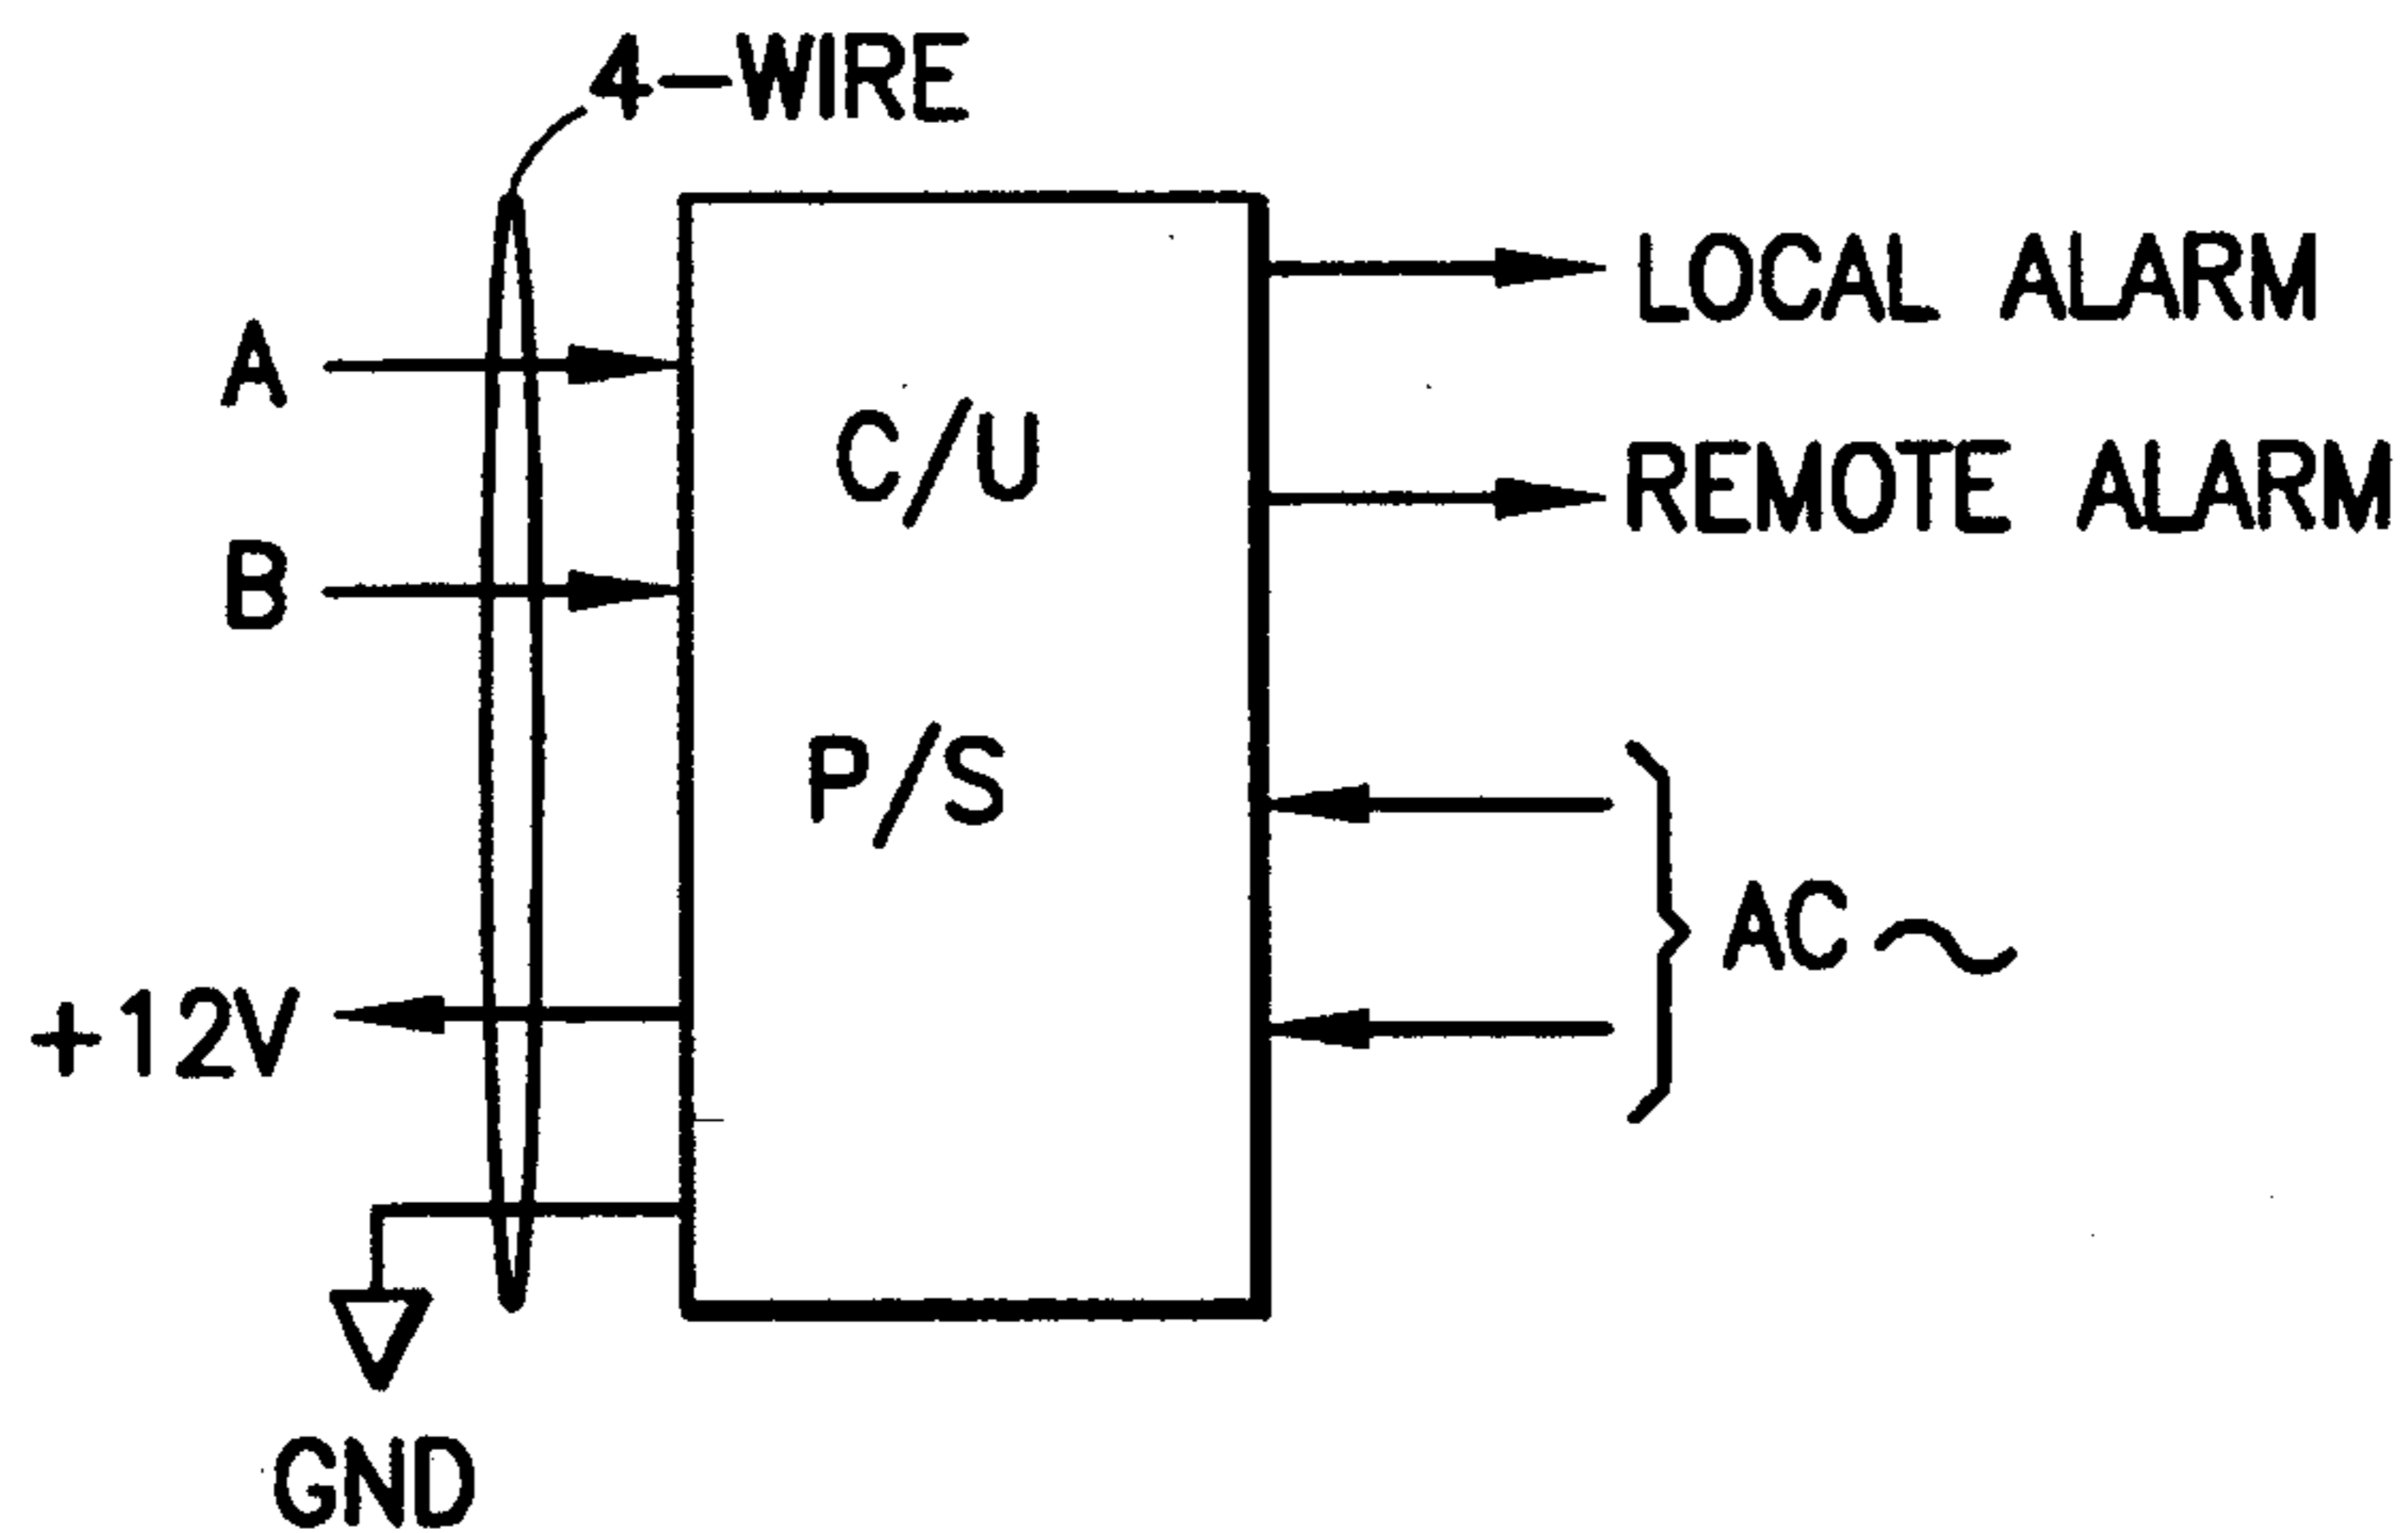 4-WIRE
LOCAL ALARM
A
REMOTE ALARM
C/U
B
P/S
AC ~
+12V
GND